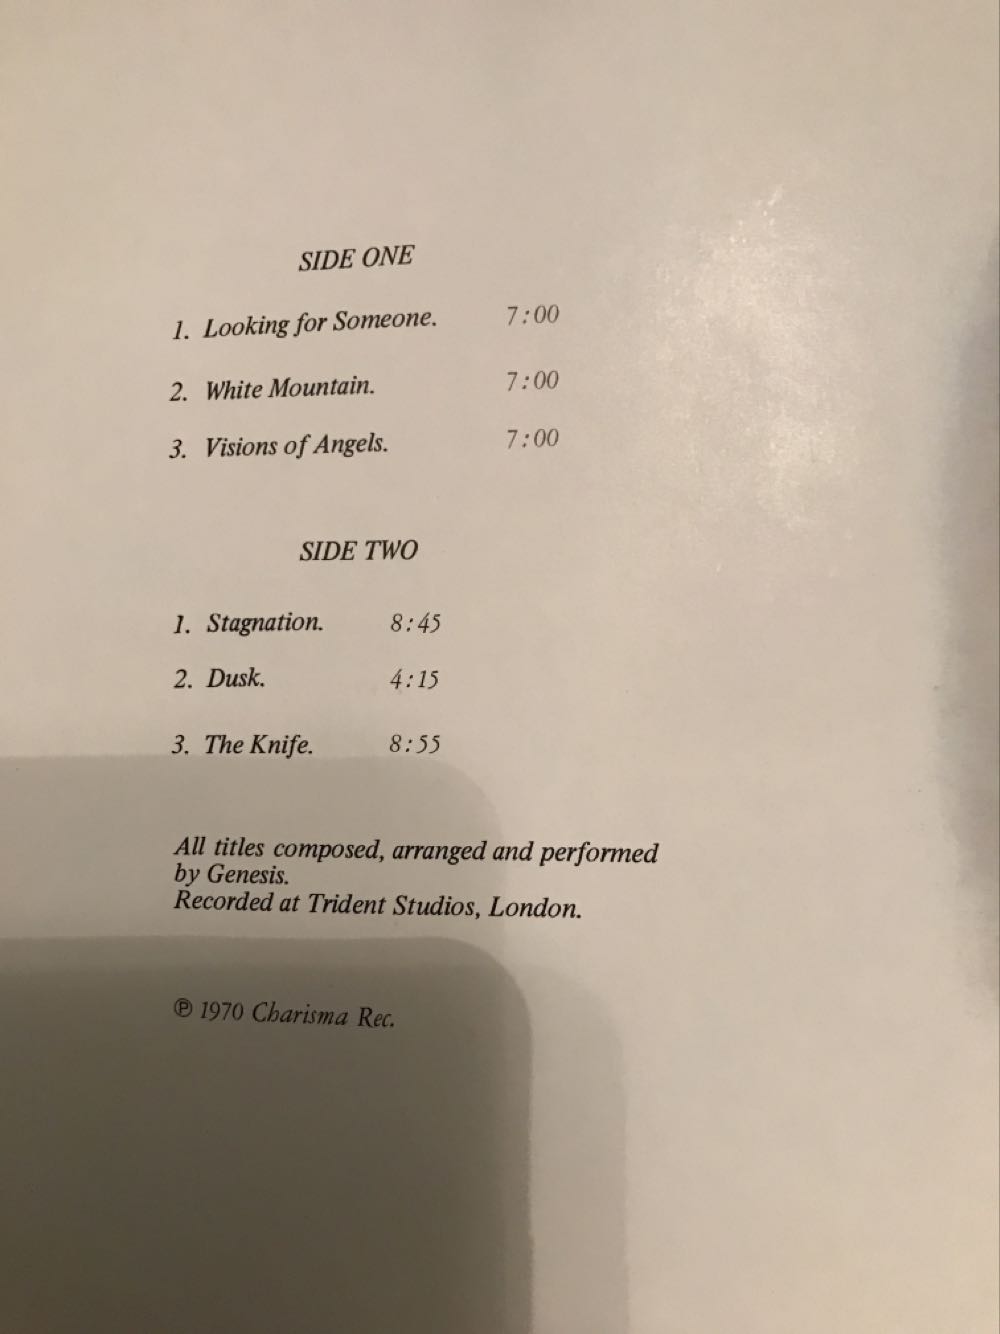 SIDE ONE
1. Looking for Someone. 7:00
2. White Mountain. 7:00
3. Visions of Angels. 7:00
SIDE TWO
1. Stagnation. 8:45
2. Dusk. 4:15
3. The Knife. 8:55
All titles composed, arranged and performed
by Genesis.
Recorded at Trident Studios, London.
℗ 1970 Charisma Rec.